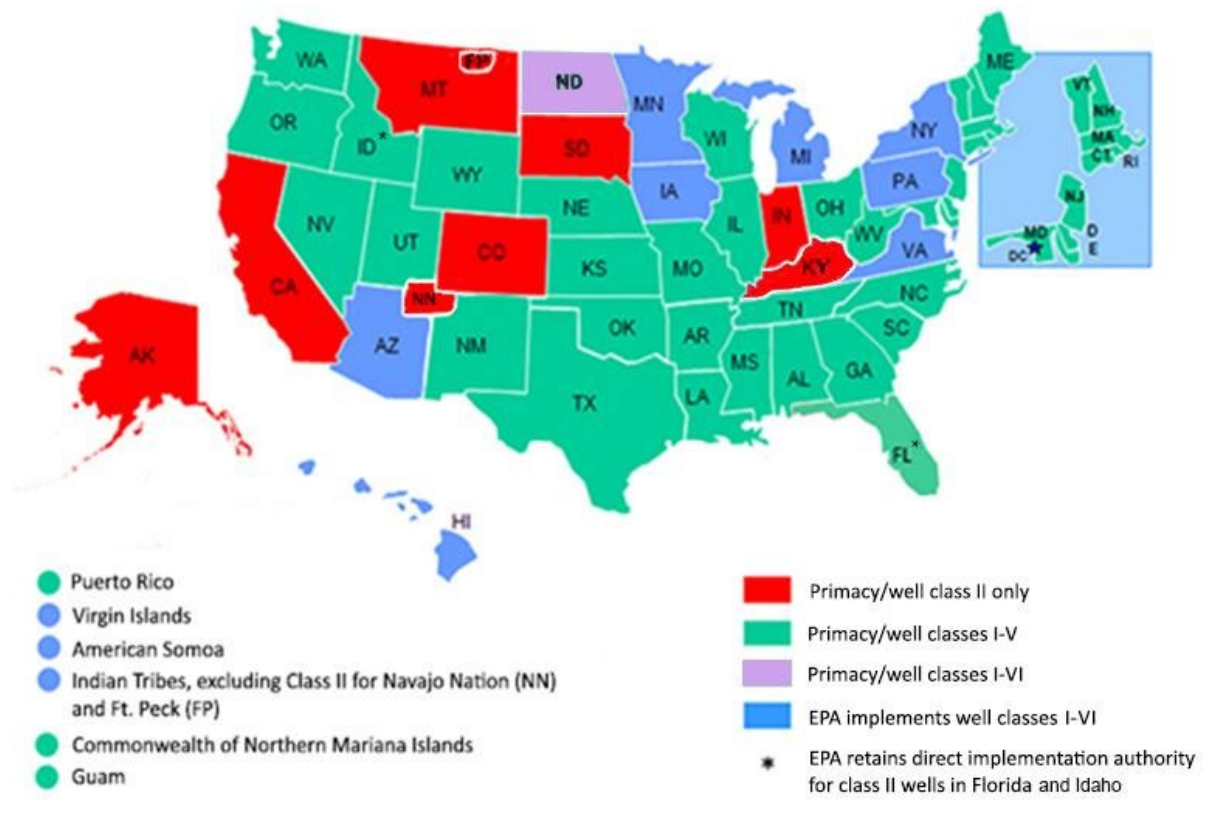 WA
MT
FP
ND
MN
ME
OR
ID*
WY
SD
WI
MI
NY
VT
NH
MA
CT
RI
NV
UT
CO
NE
IA
IL
IN
OH
PA
WV
VA
NJ
MD
DC
D
E
CA
KS
MO
KY
NN
AZ
NM
OK
AR
TN
NC
SC
AK
TX
LA
MS
AL
GA
FL*
HI
Puerto Rico
Virgin Islands
American Somoa
Indian Tribes, excluding Class II for Navajo Nation (NN)
and Ft. Peck (FP)
Commonwealth of Northern Mariana Islands
Guam
Primacy/well class II only
Primacy/well classes I-V
Primacy/well classes I-VI
EPA implements well classes I-VI
* EPA retains direct implementation authority
for class II wells in Florida and Idaho